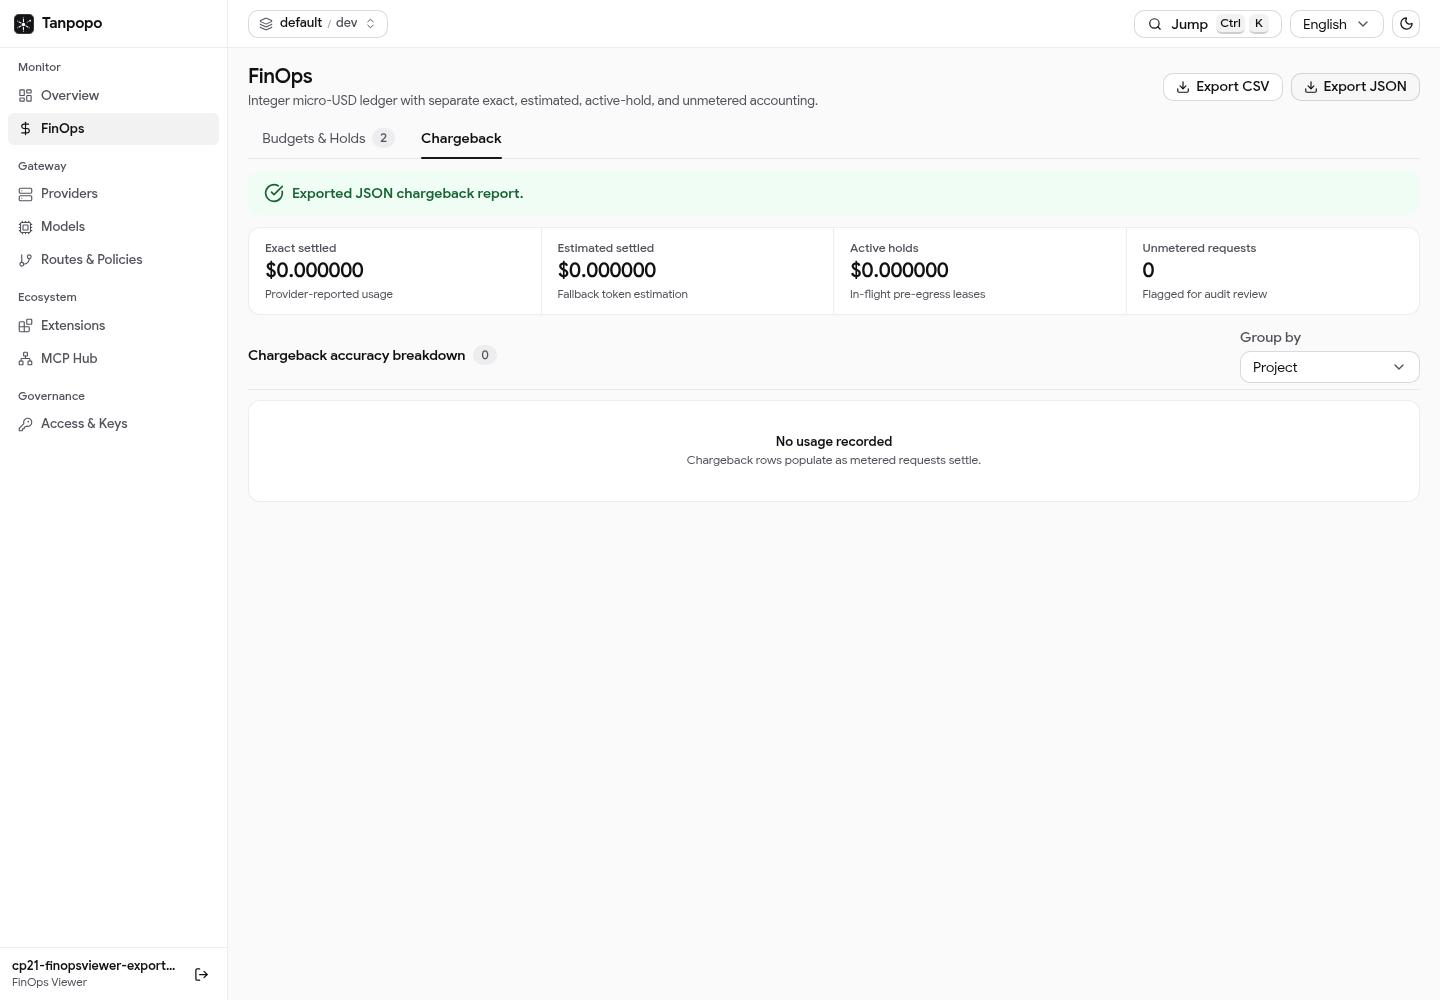 Tanpopo
default / dev
Jump Ctrl K
English
Monitor
Overview
FinOps
Gateway
Providers
Models
Routes & Policies
Ecosystem
Extensions
MCP Hub
Governance
Access & Keys
cp21-finopsviewer-export...
FinOps Viewer
FinOps
Integer micro-USD ledger with separate exact, estimated, active-hold, and unmetered accounting.
Export CSV
Export JSON
Budgets & Holds 2
Chargeback
Exported JSON chargeback report.
Exact settled
$0.000000
Provider-reported usage
Estimated settled
$0.000000
Fallback token estimation
Active holds
$0.000000
In-flight pre-egress leases
Unmetered requests
0
Flagged for audit review
Chargeback accuracy breakdown 0
Group by
Project
No usage recorded
Chargeback rows populate as metered requests settle.